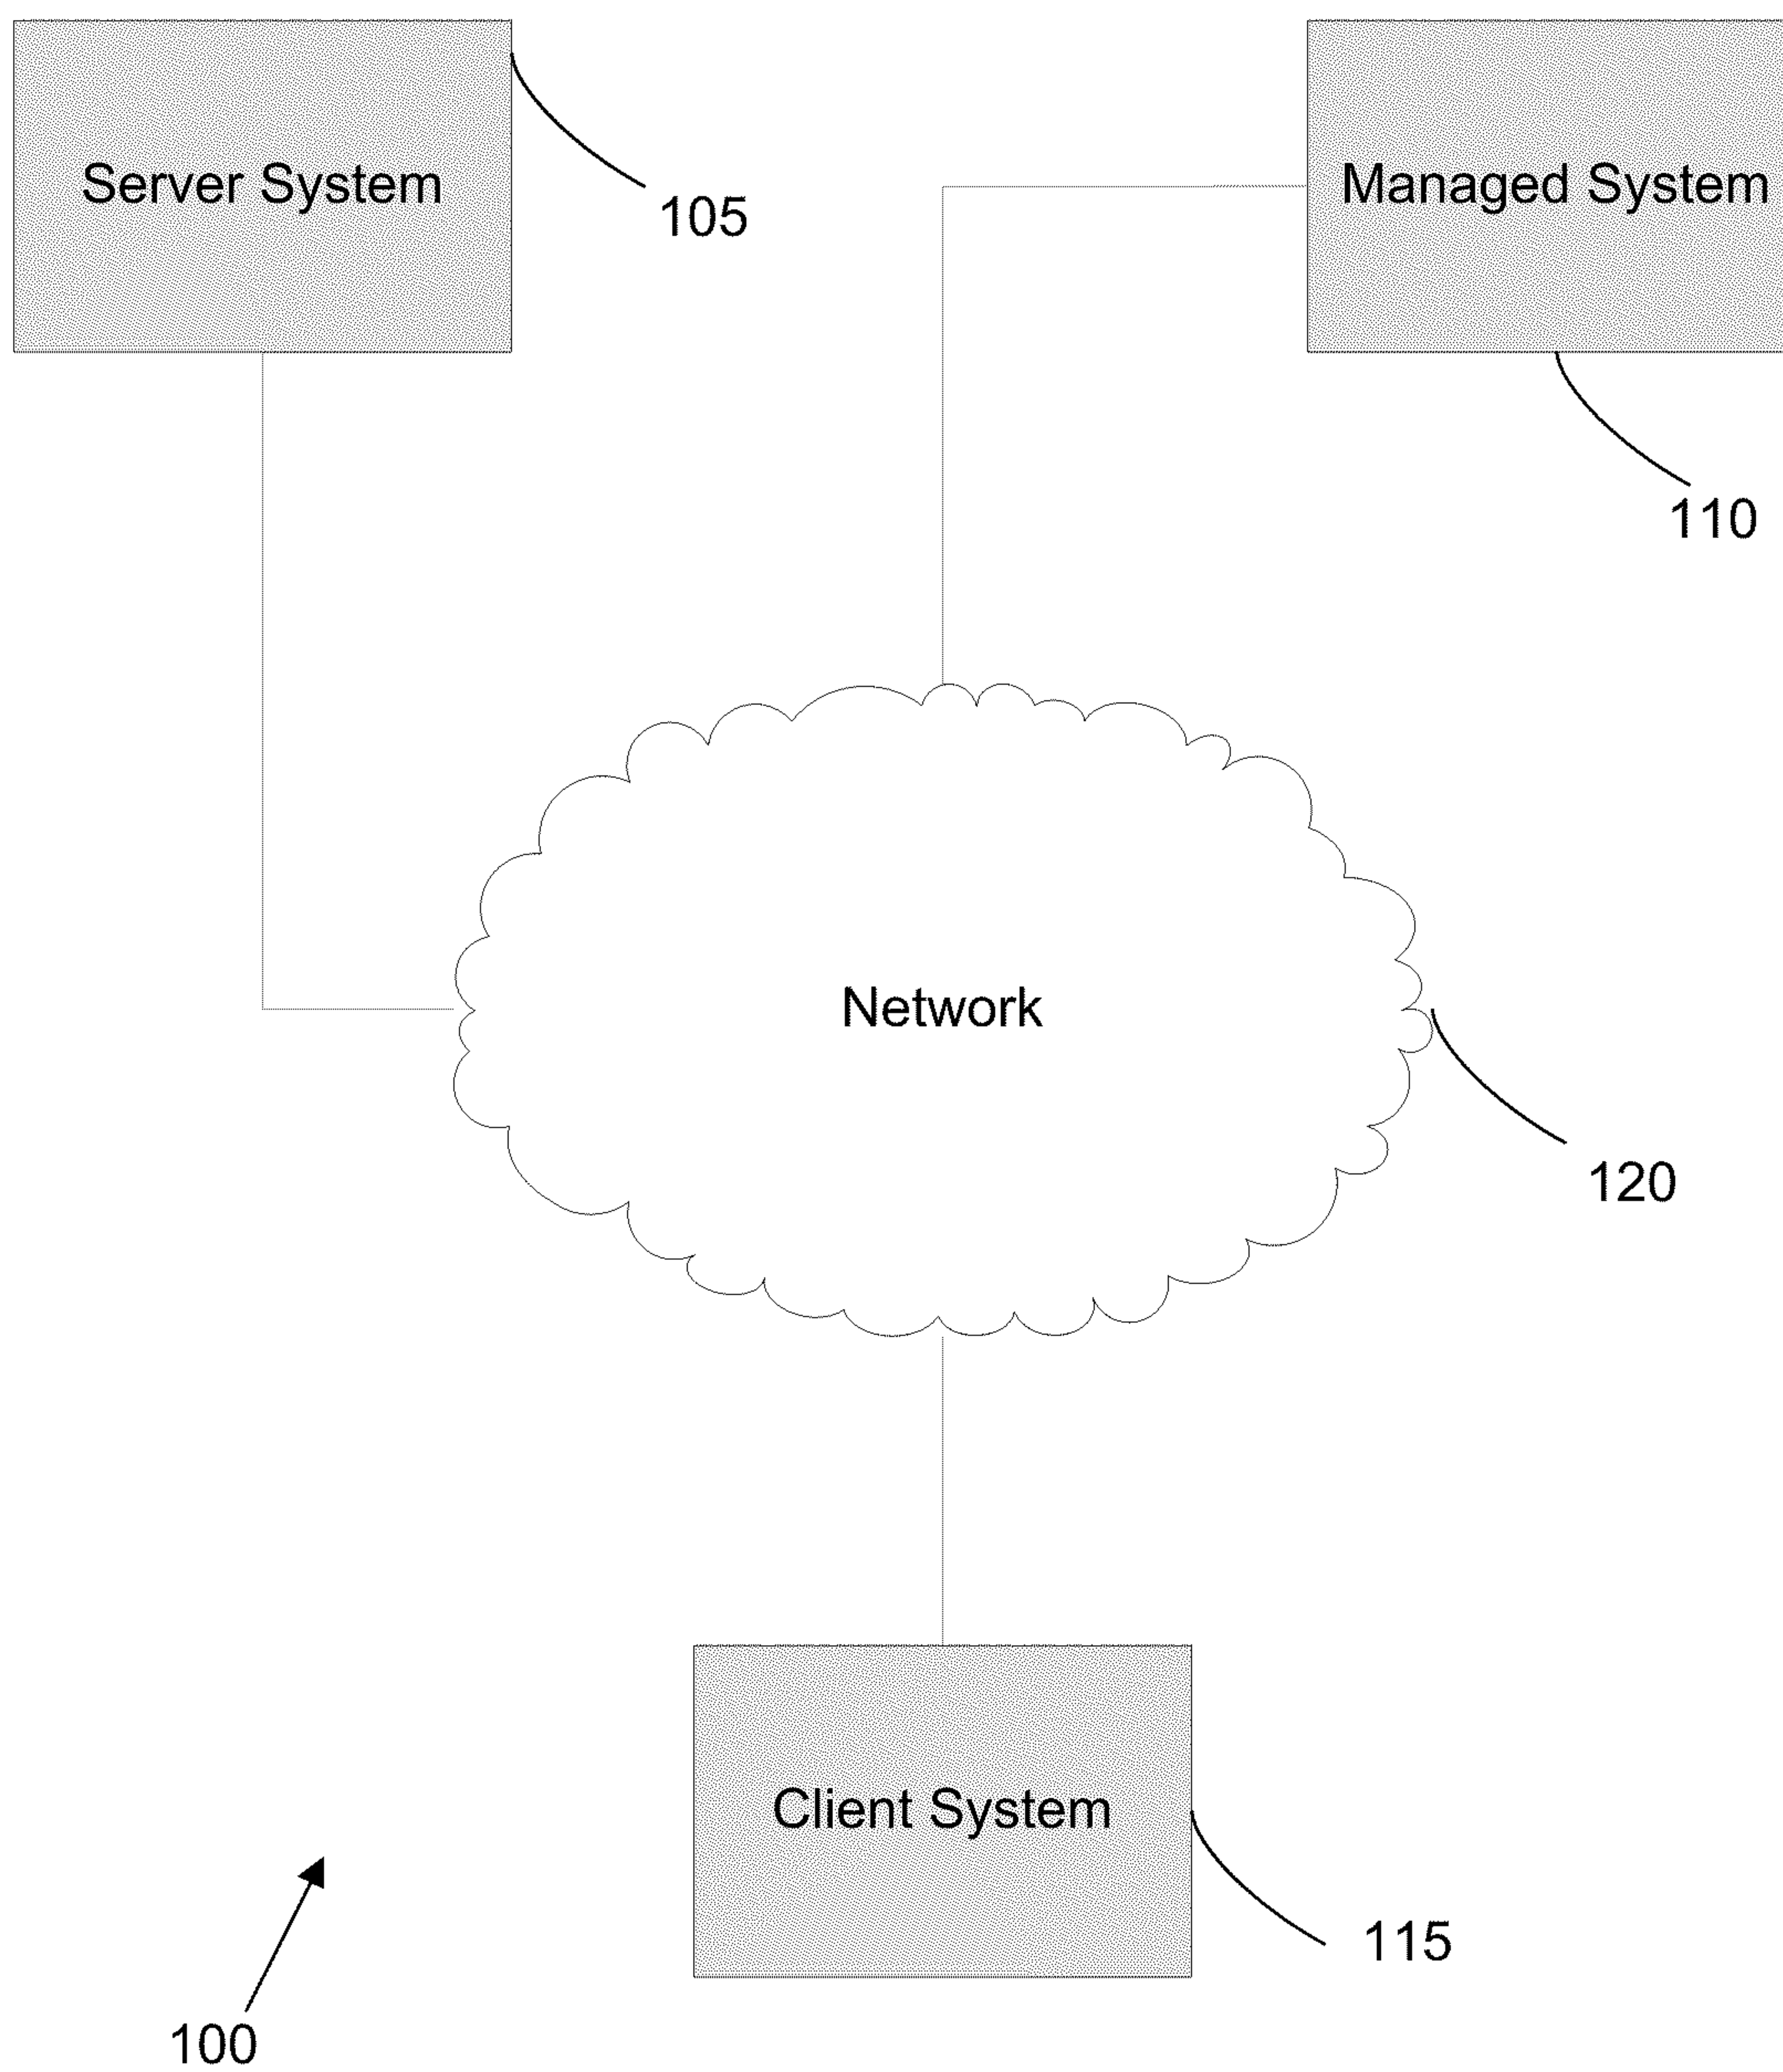 Server System
Managed System
105
110
Network
120
Client System
115
100